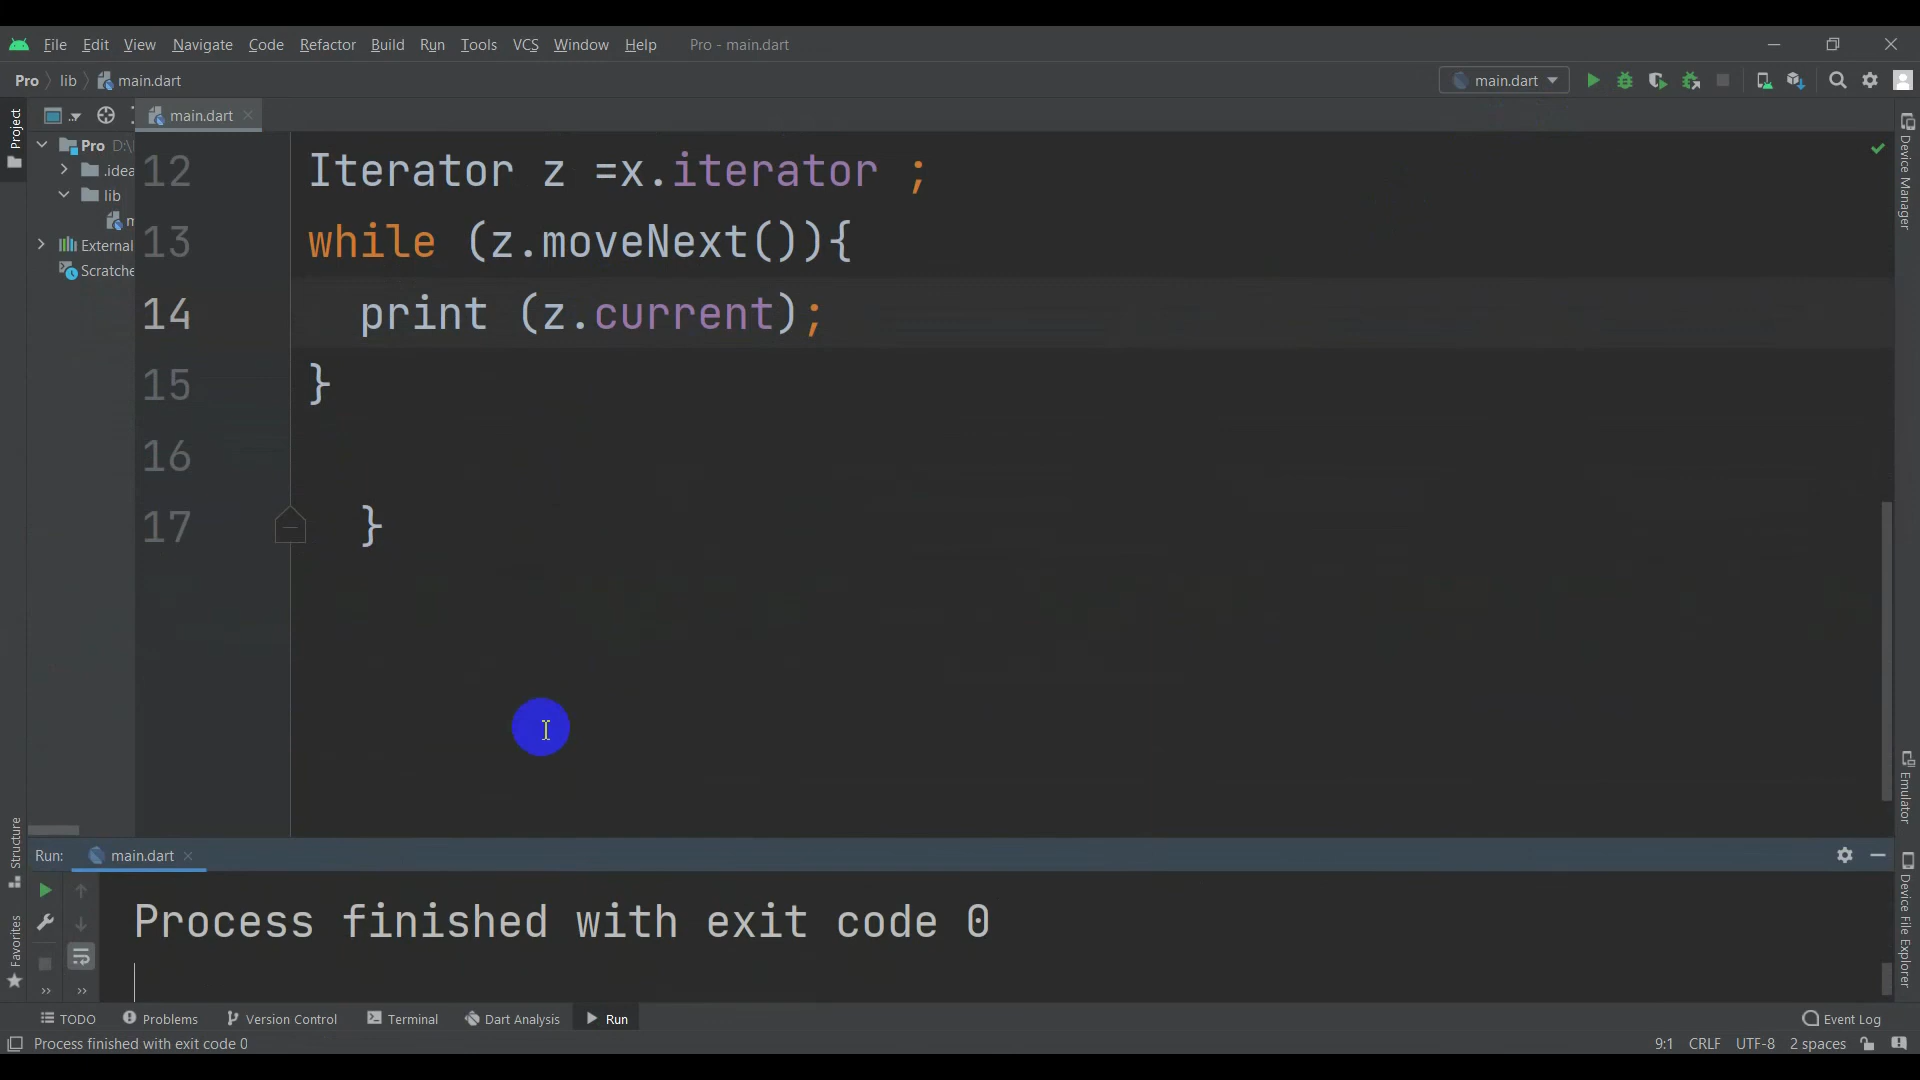 File Edit View Navigate Code Refactor Build Run Tools VCS Window Help Pro - main.dart
Pro lib main.dart
main.dart
main.dart
Project
Pro D:\
.idea
lib
m
External
Scratche
12 Iterator z =x.iterator ;
13 while (z.moveNext()){
14 print (z.current);
15 }
16
17 }
Device Manager
Emulator
Device File Explorer
Structure
Favorites
Run: main.dart
Process finished with exit code 0
TODO Problems Version Control Terminal Dart Analysis Run Event Log
Process finished with exit code 0 9:1 CRLF UTF-8 2 spaces